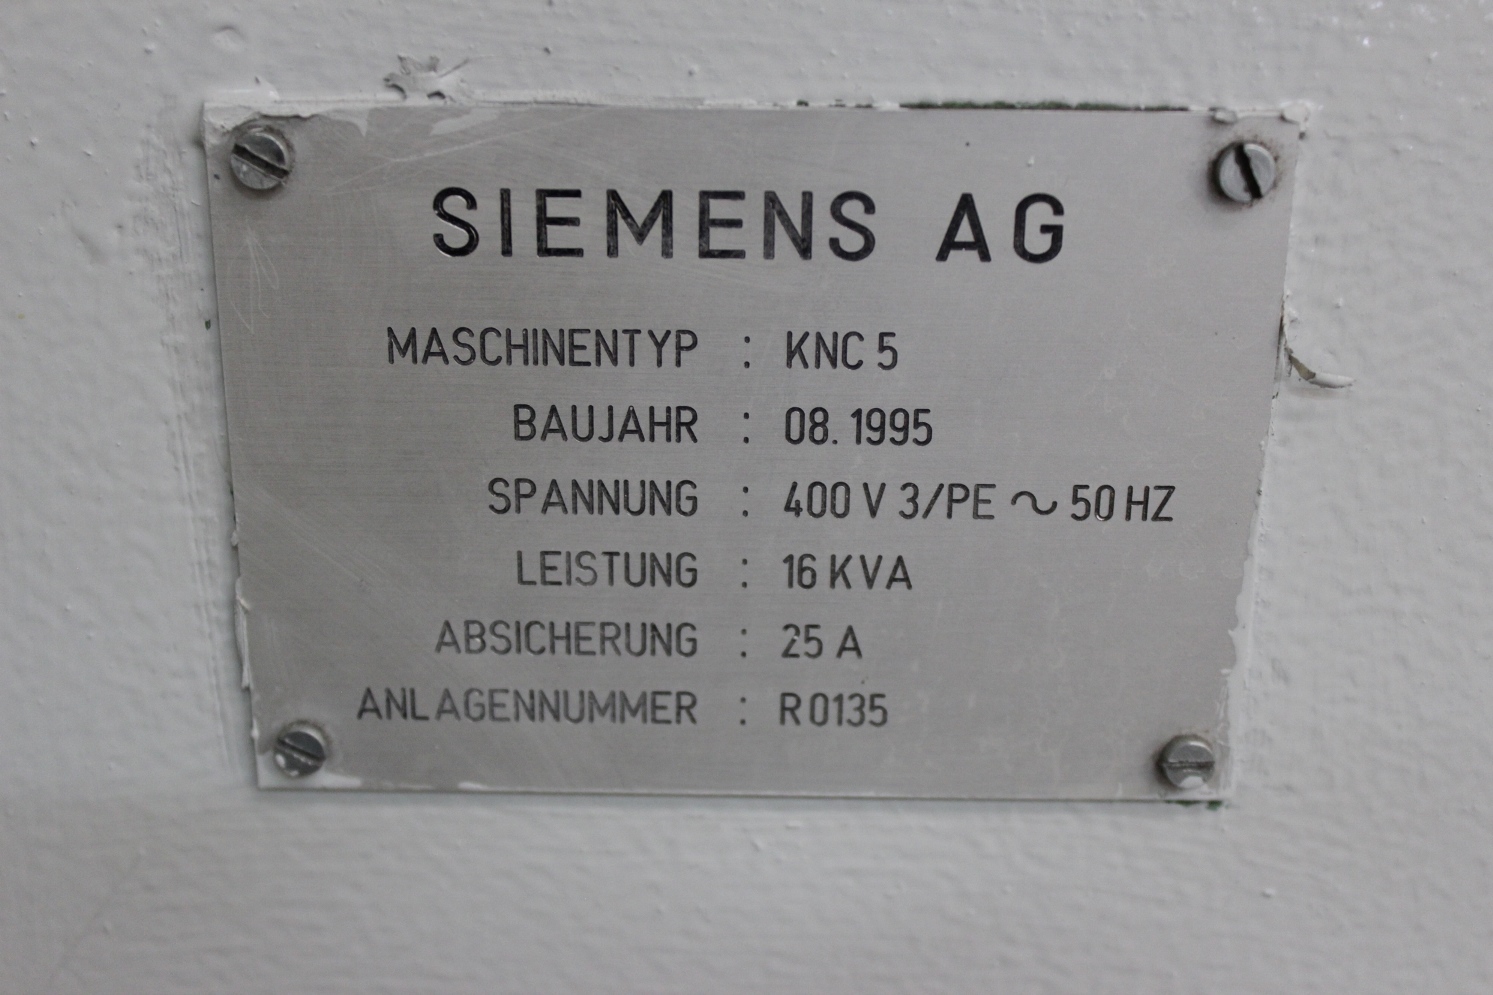 SIEMENS AG
MASCHINENTYP : KNC 5
BAUJAHR : 08. 1995
SPANNUNG : 400 V 3/PE ~ 50 HZ
LEISTUNG : 16 KVA
ABSICHERUNG : 25 A
ANLAGENNUMMER : R0135